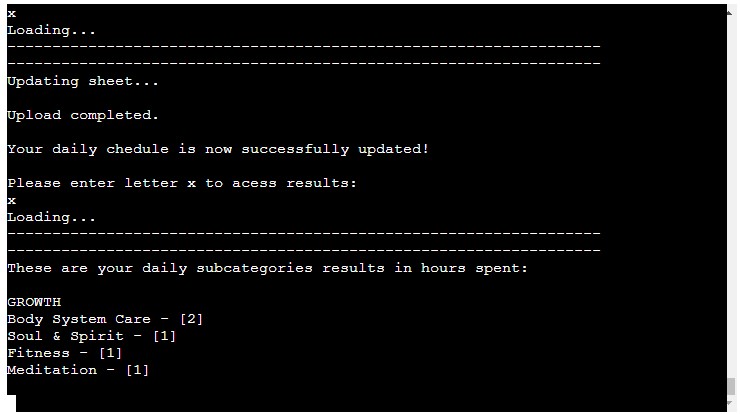 x
Loading...
------------------------------------------------------------------
------------------------------------------------------------------
Updating sheet...
Upload completed.
Your daily chedule is now successfully updated!
Please enter letter x to acess results:
x
Loading...
------------------------------------------------------------------
------------------------------------------------------------------
These are your daily subcategories results in hours spent:
GROWTH
Body System Care - [2]
Soul & Spirit - [1]
Fitness - [1]
Meditation - [1]